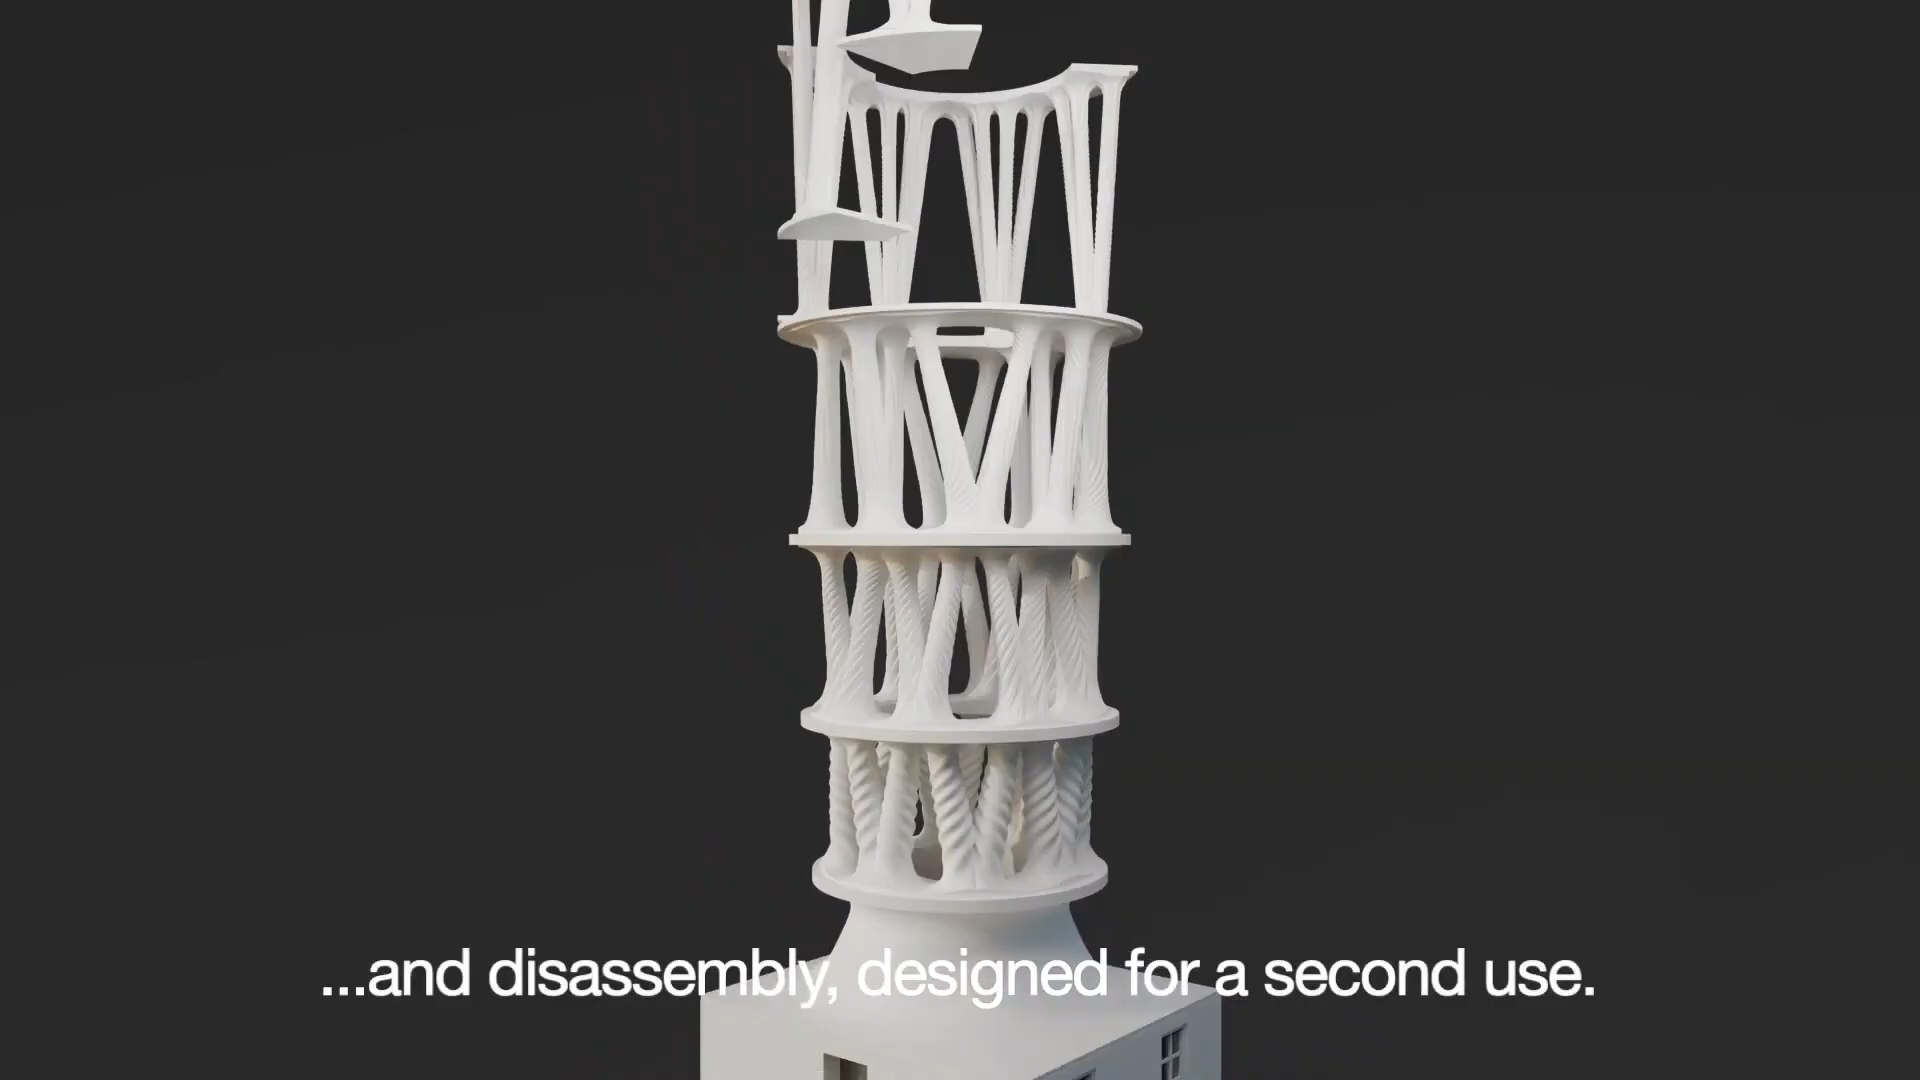 ...and disassembly, designed for a second use.